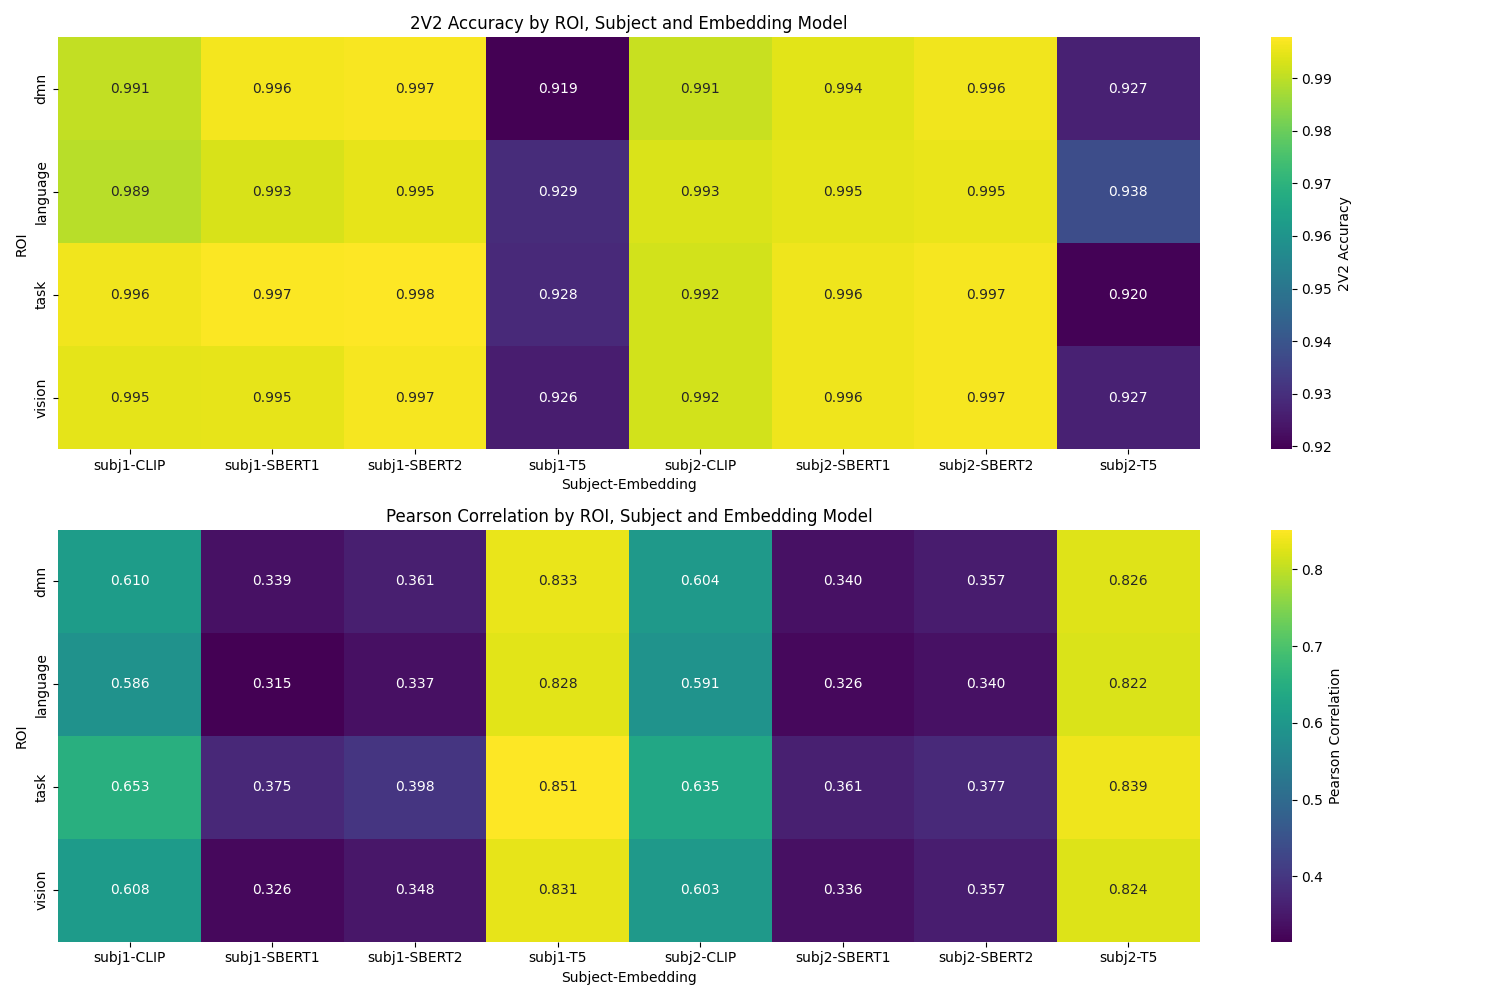 2V2 Accuracy by ROI, Subject and Embedding Model
ROI
dmn 0.991 0.996 0.997 0.919 0.991 0.994 0.996 0.927
language 0.989 0.993 0.995 0.929 0.993 0.995 0.995 0.938
task 0.996 0.997 0.998 0.928 0.992 0.996 0.997 0.920
vision 0.995 0.995 0.997 0.926 0.992 0.996 0.997 0.927
subj1-CLIP subj1-SBERT1 subj1-SBERT2 subj1-T5 subj2-CLIP subj2-SBERT1 subj2-SBERT2 subj2-T5
Subject-Embedding
0.99
0.98
0.97
0.96
0.95
0.94
0.93
0.92
2V2 Accuracy
Pearson Correlation by ROI, Subject and Embedding Model
ROI
dmn 0.610 0.339 0.361 0.833 0.604 0.340 0.357 0.826
language 0.586 0.315 0.337 0.828 0.591 0.326 0.340 0.822
task 0.653 0.375 0.398 0.851 0.635 0.361 0.377 0.839
vision 0.608 0.326 0.348 0.831 0.603 0.336 0.357 0.824
subj1-CLIP subj1-SBERT1 subj1-SBERT2 subj1-T5 subj2-CLIP subj2-SBERT1 subj2-SBERT2 subj2-T5
Subject-Embedding
0.8
0.7
0.6
0.5
0.4
Pearson Correlation